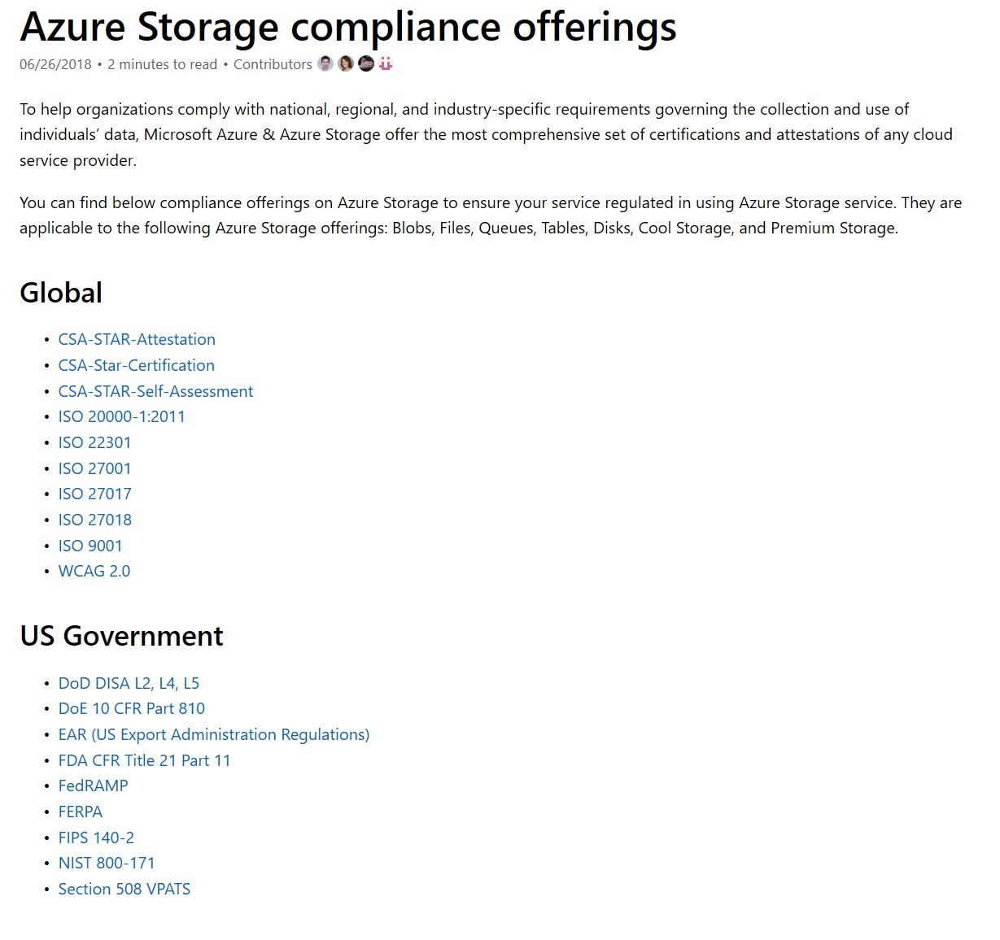 Azure Storage compliance offerings
06/26/2018 • 2 minutes to read • Contributors
To help organizations comply with national, regional, and industry-specific requirements governing the collection and use of
individuals’ data, Microsoft Azure & Azure Storage offer the most comprehensive set of certifications and attestations of any cloud
service provider.
You can find below compliance offerings on Azure Storage to ensure your service regulated in using Azure Storage service. They are
applicable to the following Azure Storage offerings: Blobs, Files, Queues, Tables, Disks, Cool Storage, and Premium Storage.
Global
• CSA-STAR-Attestation
• CSA-Star-Certification
• CSA-STAR-Self-Assessment
• ISO 20000-1:2011
• ISO 22301
• ISO 27001
• ISO 27017
• ISO 27018
• ISO 9001
• WCAG 2.0
US Government
• DoD DISA L2, L4, L5
• DoE 10 CFR Part 810
• EAR (US Export Administration Regulations)
• FDA CFR Title 21 Part 11
• FedRAMP
• FERPA
• FIPS 140-2
• NIST 800-171
• Section 508 VPATS